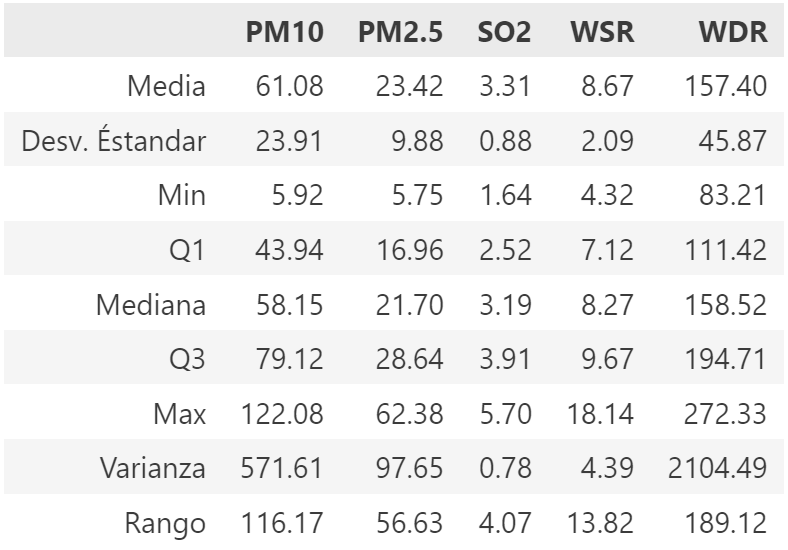 PM10 PM2.5 SO2 WSR WDR
Media 61.08 23.42 3.31 8.67 157.40
Desv. Éstandar 23.91 9.88 0.88 2.09 45.87
Min 5.92 5.75 1.64 4.32 83.21
Q1 43.94 16.96 2.52 7.12 111.42
Mediana 58.15 21.70 3.19 8.27 158.52
Q3 79.12 28.64 3.91 9.67 194.71
Max 122.08 62.38 5.70 18.14 272.33
Varianza 571.61 97.65 0.78 4.39 2104.49
Rango 116.17 56.63 4.07 13.82 189.12